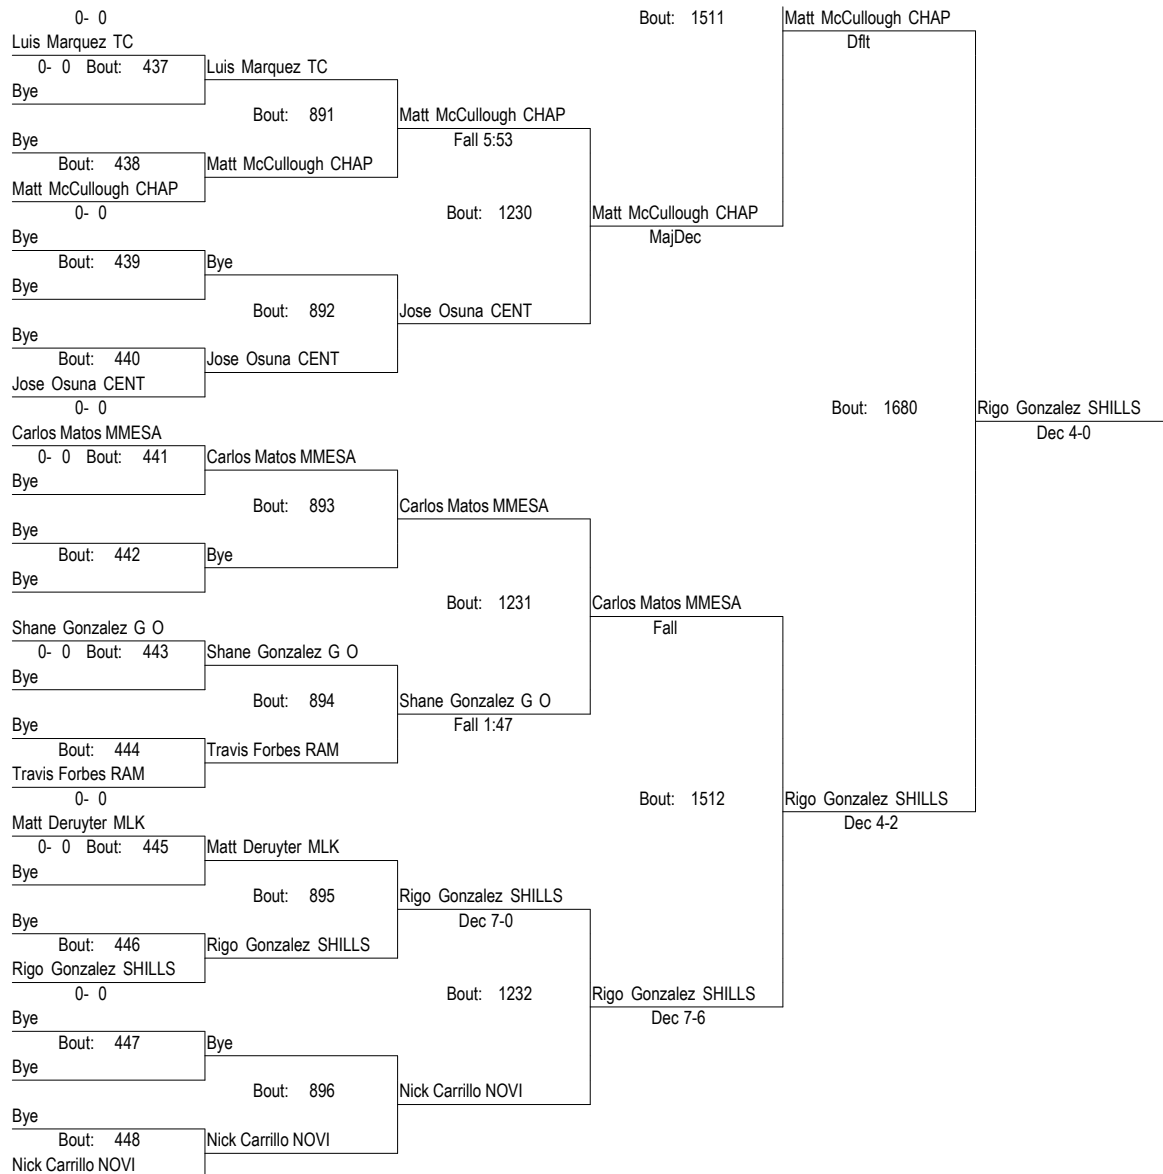 0- 0 Bout: 1511 Matt McCullough CHAP
Luis Marquez TC Dflt
0- 0 Bout: 437 Luis Marquez TC
Bye
Bout: 891 Matt McCullough CHAP
Bye Fall 5:53
Bout: 438 Matt McCullough CHAP
Matt McCullough CHAP
0- 0 Bout: 1230 Matt McCullough CHAP
Bye MajDec
Bout: 439 Bye
Bye
Bout: 892 Jose Osuna CENT
Bye
Bout: 440 Jose Osuna CENT
Jose Osuna CENT
0- 0 Bout: 1680 Rigo Gonzalez SHILLS
Carlos Matos MMESA Dec 4-0
0- 0 Bout: 441 Carlos Matos MMESA
Bye
Bout: 893 Carlos Matos MMESA
Bye
Bout: 442 Bye
Bye
Bout: 1231 Carlos Matos MMESA
Shane Gonzalez G O Fall
0- 0 Bout: 443 Shane Gonzalez G O
Bye
Bout: 894 Shane Gonzalez G O
Bye Fall 1:47
Bout: 444 Travis Forbes RAM
Travis Forbes RAM
0- 0 Bout: 1512 Rigo Gonzalez SHILLS
Matt Deruyter MLK Dec 4-2
0- 0 Bout: 445 Matt Deruyter MLK
Bye
Bout: 895 Rigo Gonzalez SHILLS
Bye Dec 7-0
Bout: 446 Rigo Gonzalez SHILLS
Rigo Gonzalez SHILLS
0- 0 Bout: 1232 Rigo Gonzalez SHILLS
Bye Dec 7-6
Bout: 447 Bye
Bye
Bout: 896 Nick Carrillo NOVI
Bye
Bout: 448 Nick Carrillo NOVI
Nick Carrillo NOVI